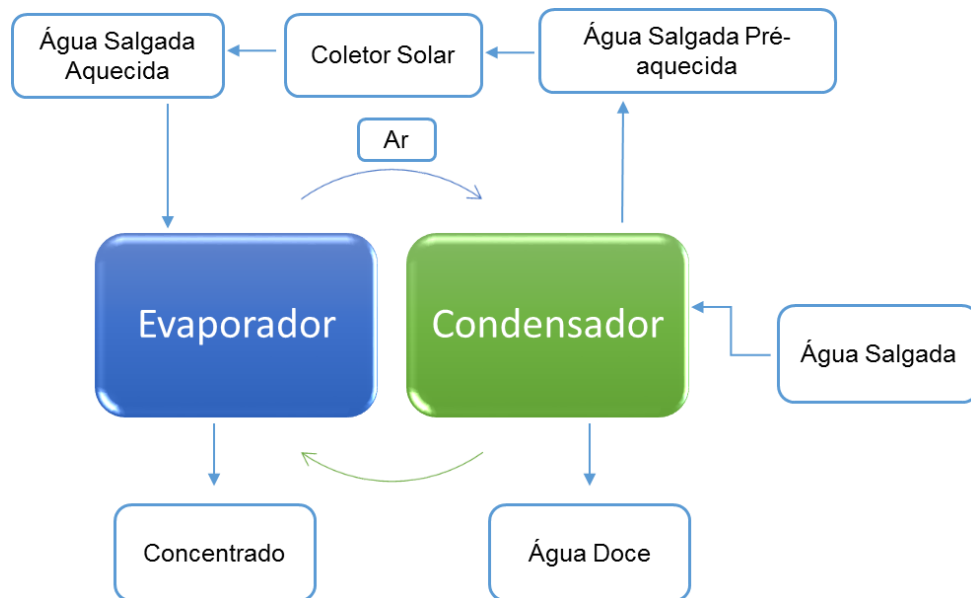 Água Salgada
Aquecida
Coletor Solar
Água Salgada Pré-
aquecida
Ar
Evaporador
Condensador
Água Salgada
Concentrado
Água Doce